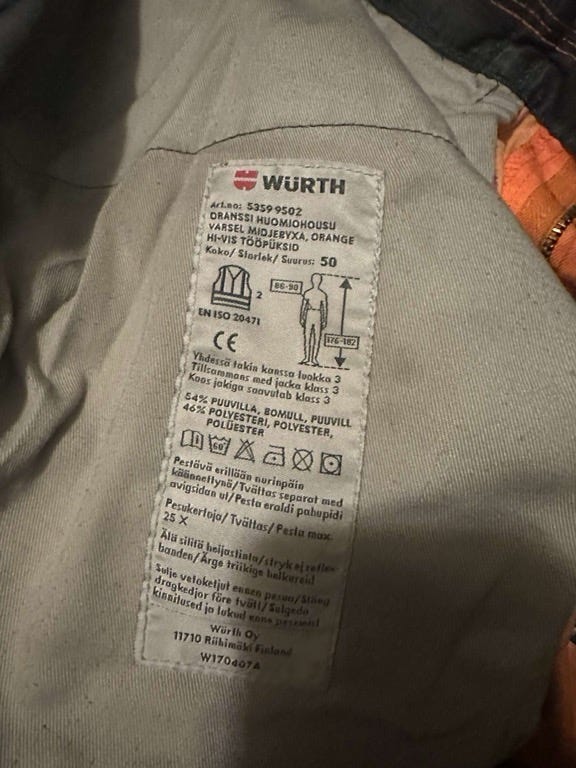 WÜRTH
Art.no: 5359 9502
ORANSSI HUOMIOHOUSU
VARSEL MIDJEBYXA, ORANGE
HI-VIS TÖÖPÜKSID
Koko/ Storlek/ Suurus: 50
86-90
2
EN ISO 20471
176-182
CE
Yhdessä takin kanssa luokka 3
Tillsammans med jacka klass 3
Koos jakiga saavutab klass 3
54% PUUVILLA, BOMULL, PUUVILL
46% POLYESTERI, POLYESTER,
POLÜESTER
60
Pestävä erillään nurinpäin
käännettynä/Tvättas separat med
avigsidan ut/Pesta eraldi pahupidi
Pesukertoja/Tvättas/Pesta max.
25 X
Älä silitä heijastinta/stryk ej reflex-
banden/Ärge triikige helkureid
Sulje vetoketjut ennen pesua/Stäng
dragkedjor före tvätt/Sulgeda
kinnitused ja lukud enne pesemist
Würth Oy
11710 Riihimäki Finland
W170407A